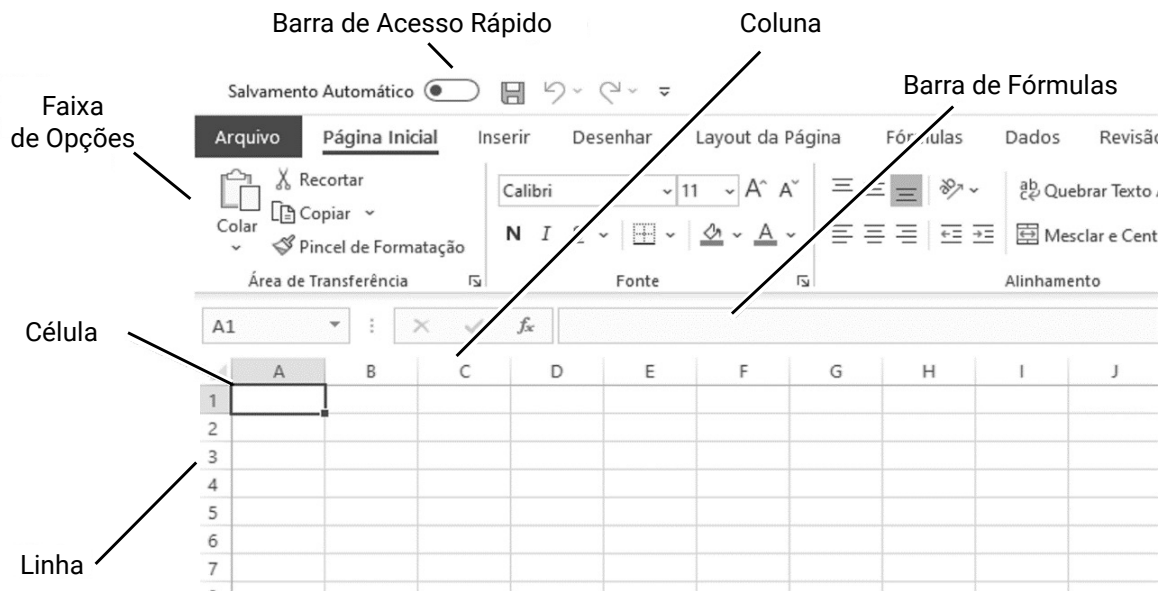 Barra de Acesso Rápido
Coluna
Barra de Fórmulas
Faixa
de Opções
Salvamento Automático
Arquivo Página Inicial Inserir Desenhar Layout da Página Fórmulas Dados Revisão
Recortar
Copiar
Pincel de Formatação
Colar
Área de Transferência
Calibri 11 A A
N I S A
Fonte
ab Quebrar Texto A
Mesclar e Cent
Alinhamento
Célula
A1 fx
A B C D E F G H I J
1
2
3
4
5
6
7
Linha